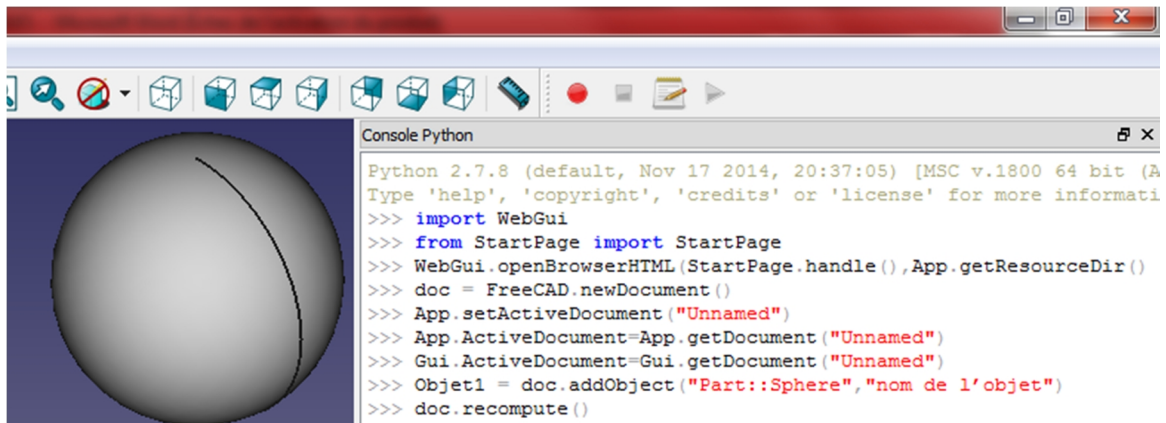 Console Python
Python 2.7.8 (default, Nov 17 2014, 20:37:05) [MSC v.1800 64 bit (A
Type 'help', 'copyright', 'credits' or 'license' for more informati
>>> import WebGui
>>> from StartPage import StartPage
>>> WebGui.openBrowserHTML(StartPage.handle(),App.getResourceDir()
>>> doc = FreeCAD.newDocument()
>>> App.setActiveDocument("Unnamed")
>>> App.ActiveDocument=App.getDocument("Unnamed")
>>> Gui.ActiveDocument=Gui.getDocument("Unnamed")
>>> Objet1 = doc.addObject("Part::Sphere","nom de l’objet")
>>> doc.recompute()